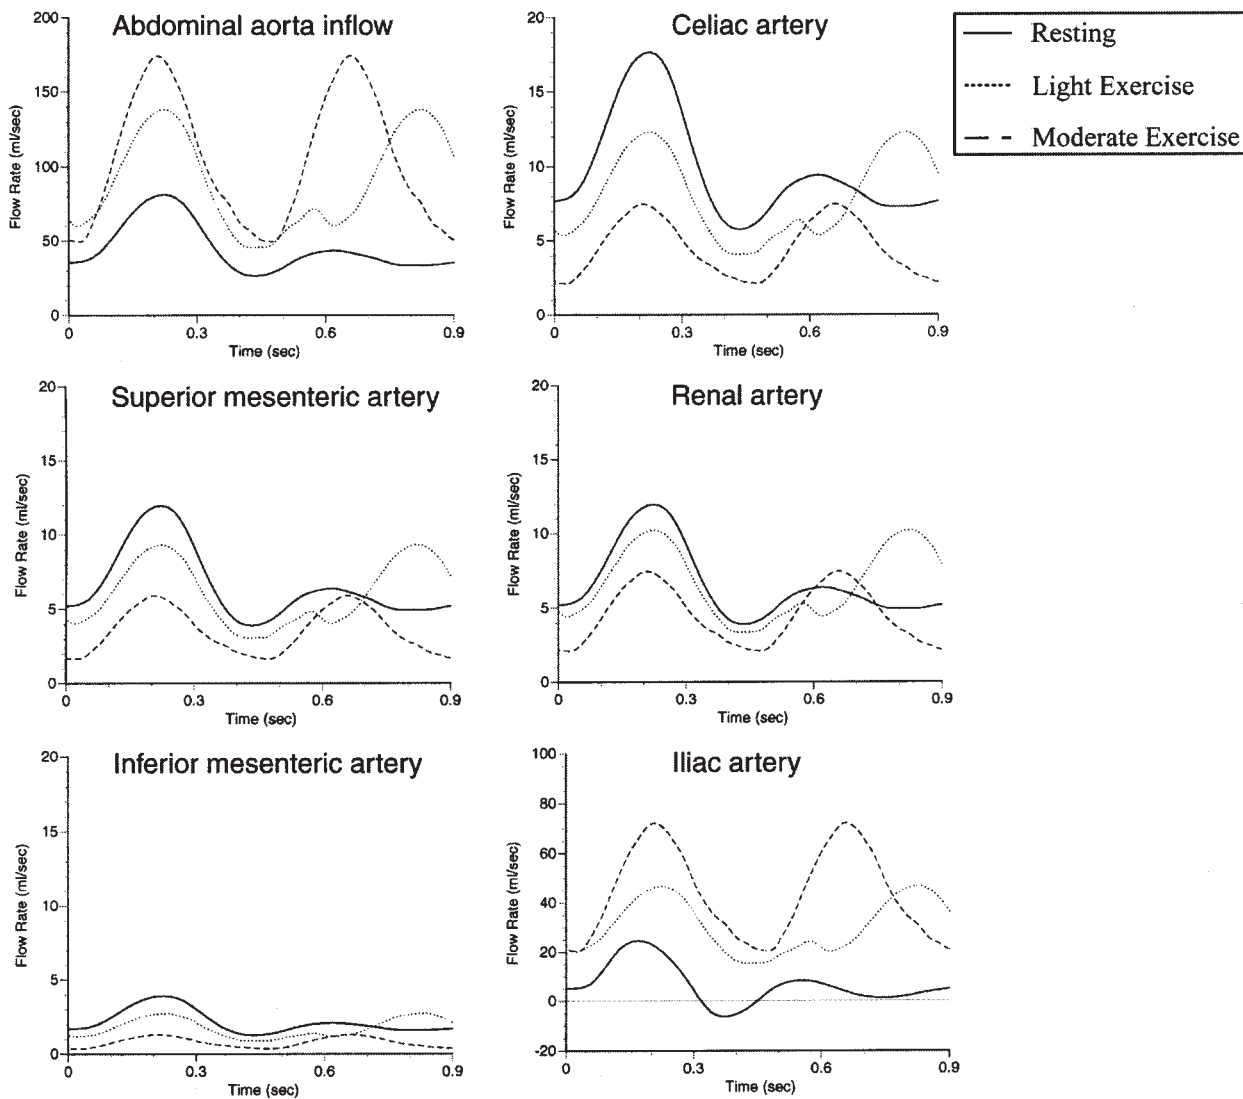 Abdominal aorta inflow
200
150
100
50
0
Flow Rate (ml/sec)
0 0.3 0.6 0.9
Time (sec)
Celiac artery
20
15
10
5
0
Flow Rate (ml/sec)
0 0.3 0.6 0.9
Time (sec)
Resting
Light Exercise
Moderate Exercise
Superior mesenteric artery
20
15
10
5
0
Flow Rate (ml/sec)
0 0.3 0.6 0.9
Time (sec)
Renal artery
20
15
10
5
0
Flow Rate (ml/sec)
0 0.3 0.6 0.9
Time (sec)
Inferior mesenteric artery
20
15
10
5
0
Flow Rate (ml/sec)
0 0.3 0.6 0.9
Time (sec)
Iliac artery
100
80
60
40
20
0
-20
Flow Rate (ml/sec)
0 0.3 0.6 0.9
Time (sec)